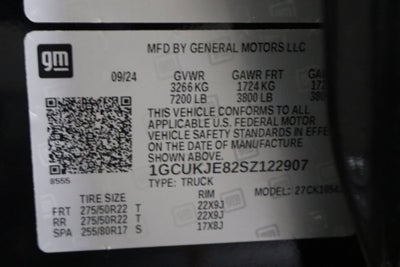 gm
MFD BY GENERAL MOTORS LLC
09/24 GVWR GAWR FRT
3266 KG 1724 KG
7200 LB 3800 LB
THIS VEHICLE CONFORMS TO ALL
APPLICABLE U.S. FEDERAL MOTOR
VEHICLE SAFETY STANDARDS IN EFFE
ON THE DATE OF MANUFACTURE
SHOWN ABOVE.
1GCUKJE82SZ122907
8555 TYPE: TRUCK MODEL:
TIRE SIZE RIM
FRT 275/50R22 T 22X9J
RR 275/50R22 T 22X9J
SPA 255/80R17 S 17X8J